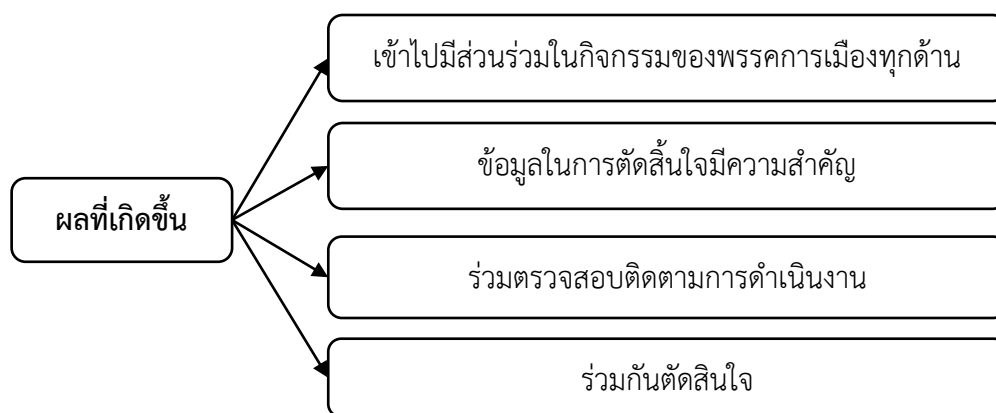 เข้าไปมีส่วนร่วมในกิจกรรมของพรรคการเมืองทุกด้าน
ข้อมูลในการตัดสิ้นใจมีความสำคัญ
ผลที่เกิดขึ้น
ร่วมตรวจสอบติดตามการดำเนินงาน
ร่วมกันตัดสินใจ